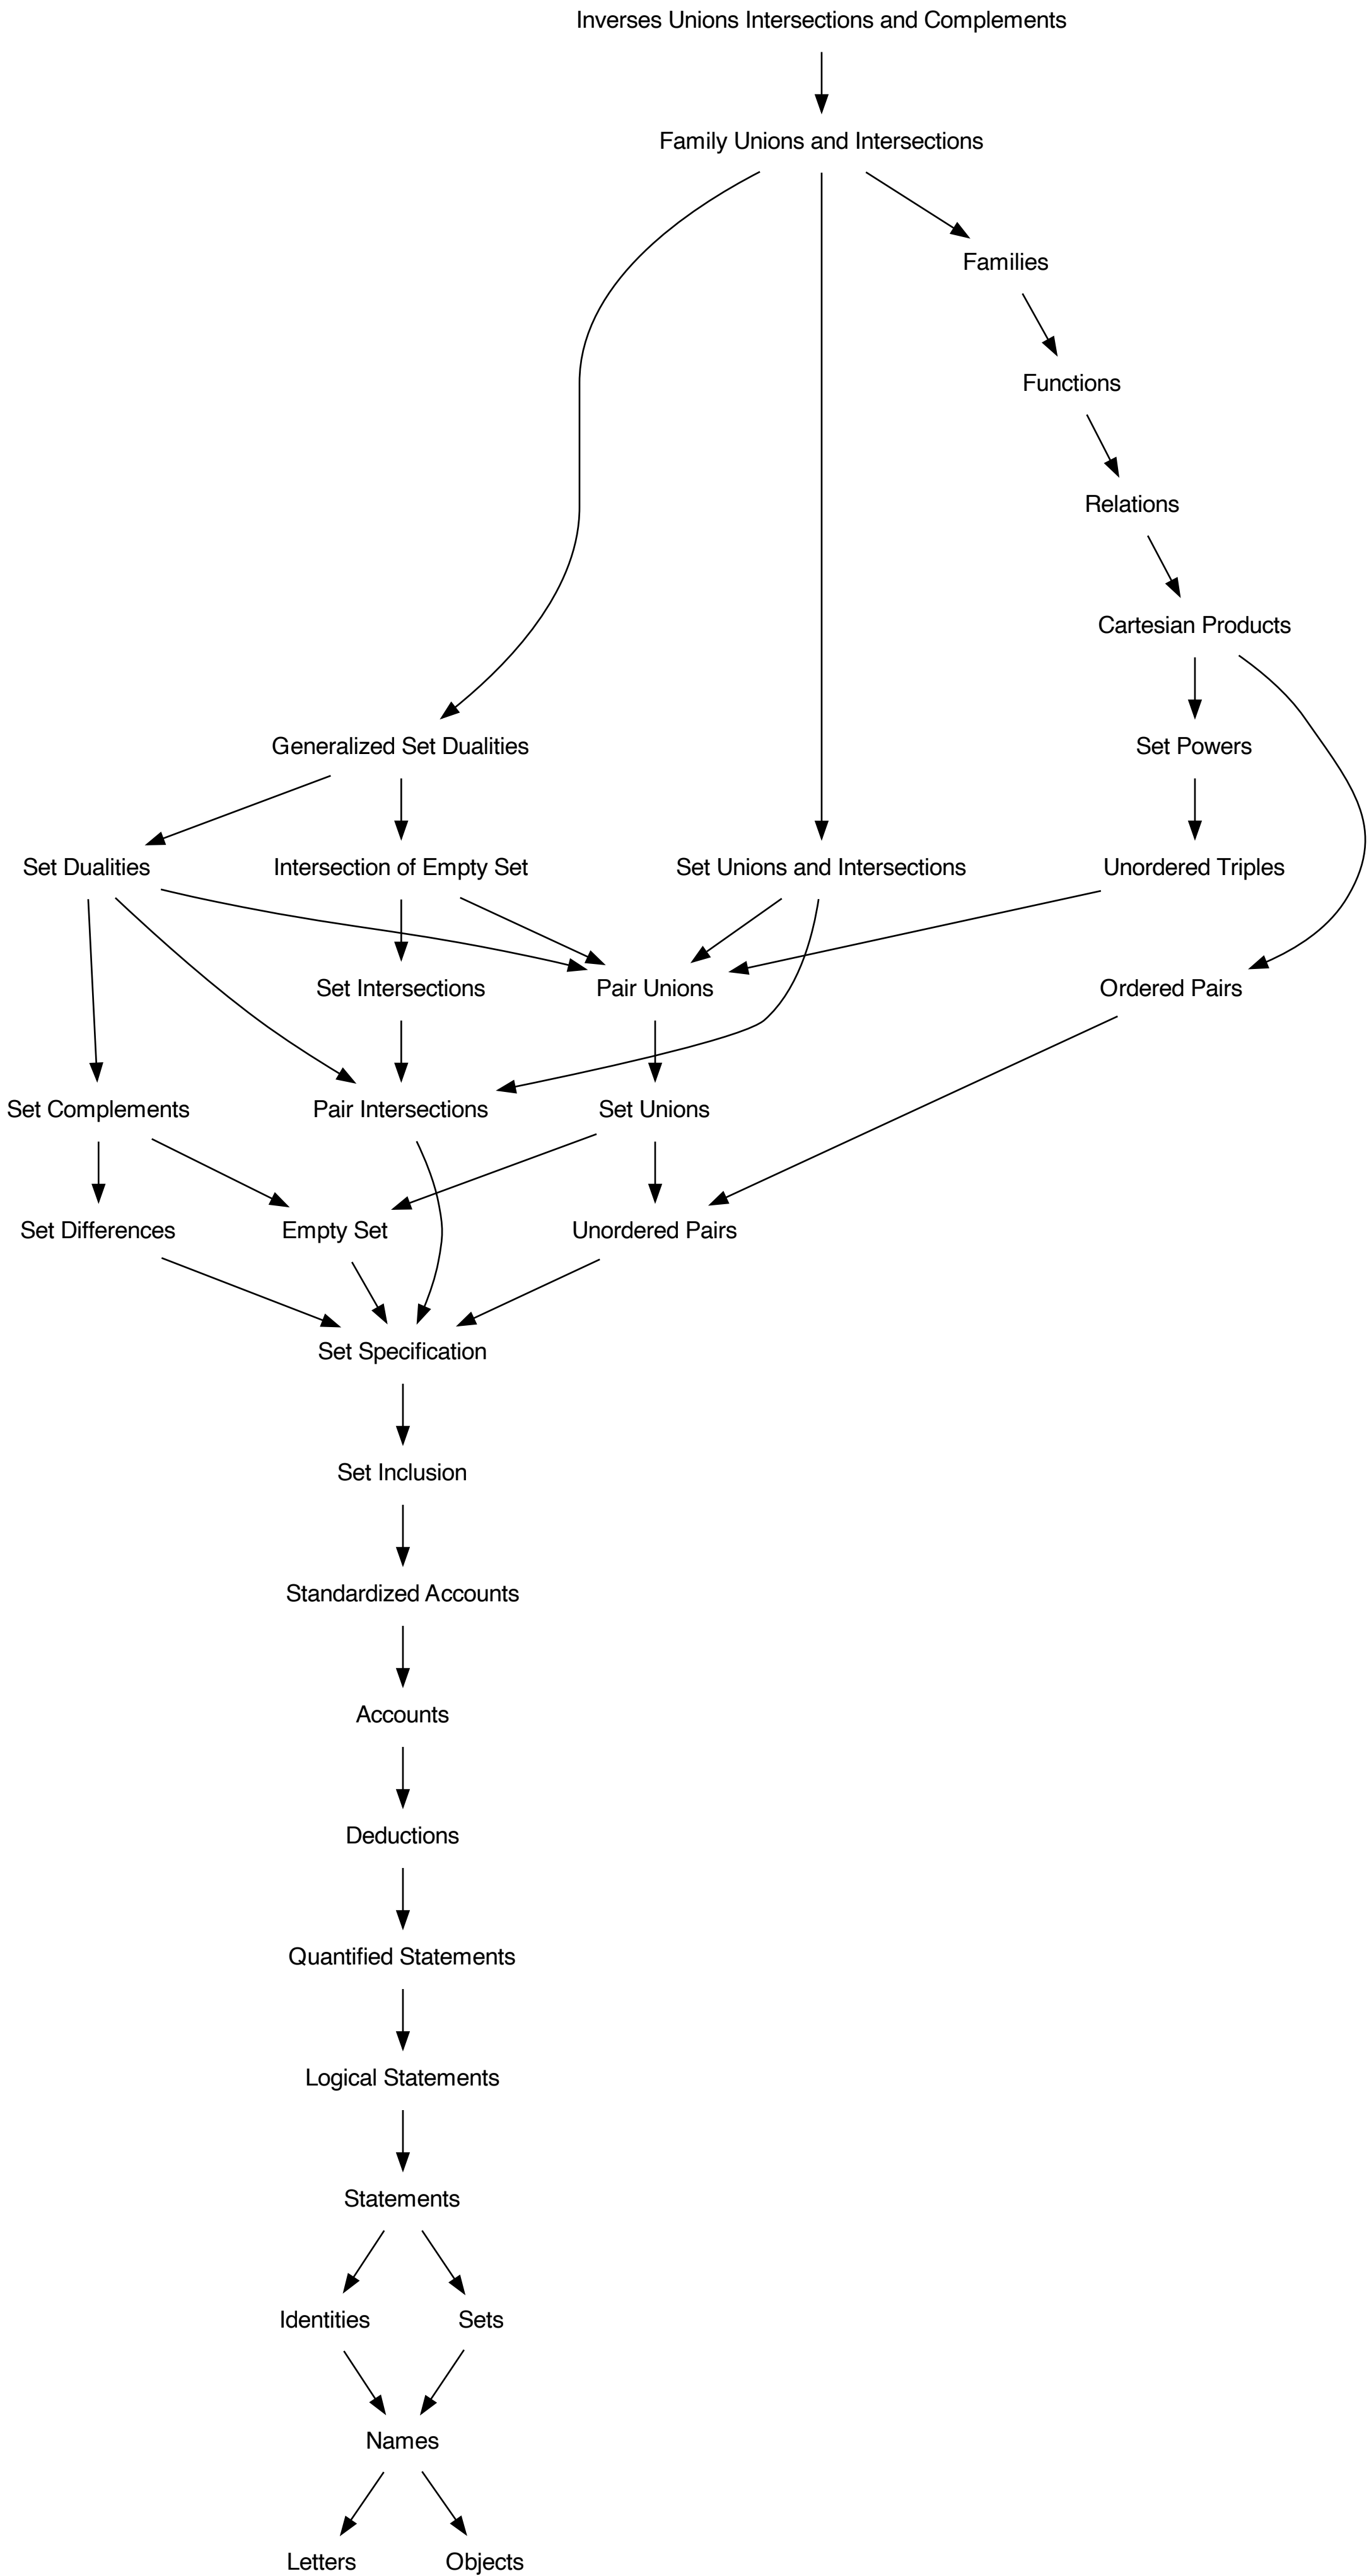 Inverses Unions Intersections and Complements
Family Unions and Intersections
Families
Functions
Relations
Cartesian Products
Generalized Set Dualities
Set Powers
Set Dualities
Intersection of Empty Set
Set Unions and Intersections
Unordered Triples
Set Intersections
Pair Unions
Ordered Pairs
Set Complements
Pair Intersections
Set Unions
Set Differences
Empty Set
Unordered Pairs
Set Specification
Set Inclusion
Standardized Accounts
Accounts
Deductions
Quantified Statements
Logical Statements
Statements
Identities
Sets
Names
Letters
Objects